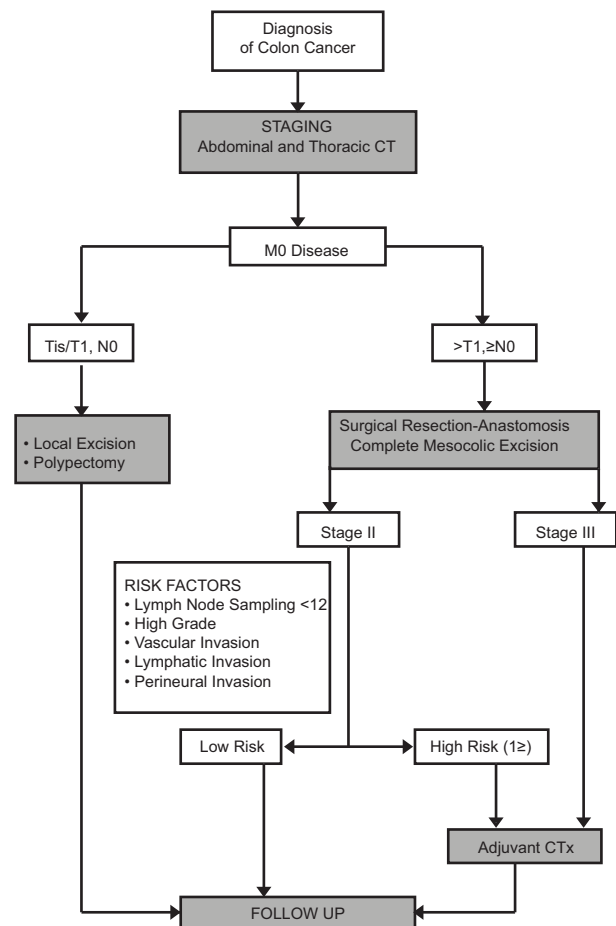 Diagnosis
of Colon Cancer
STAGING
Abdominal and Thoracic CT
M0 Disease
Tis/T1, N0
>T1,≥N0
• Local Excision
• Polypectomy
Surgical Resection-Anastomosis
Complete Mesocolic Excision
Stage II
Stage III
RISK FACTORS
• Lymph Node Sampling <12
• High Grade
• Vascular Invasion
• Lymphatic Invasion
• Perineural Invasion
Low Risk
High Risk (1≥)
Adjuvant CTx
FOLLOW UP